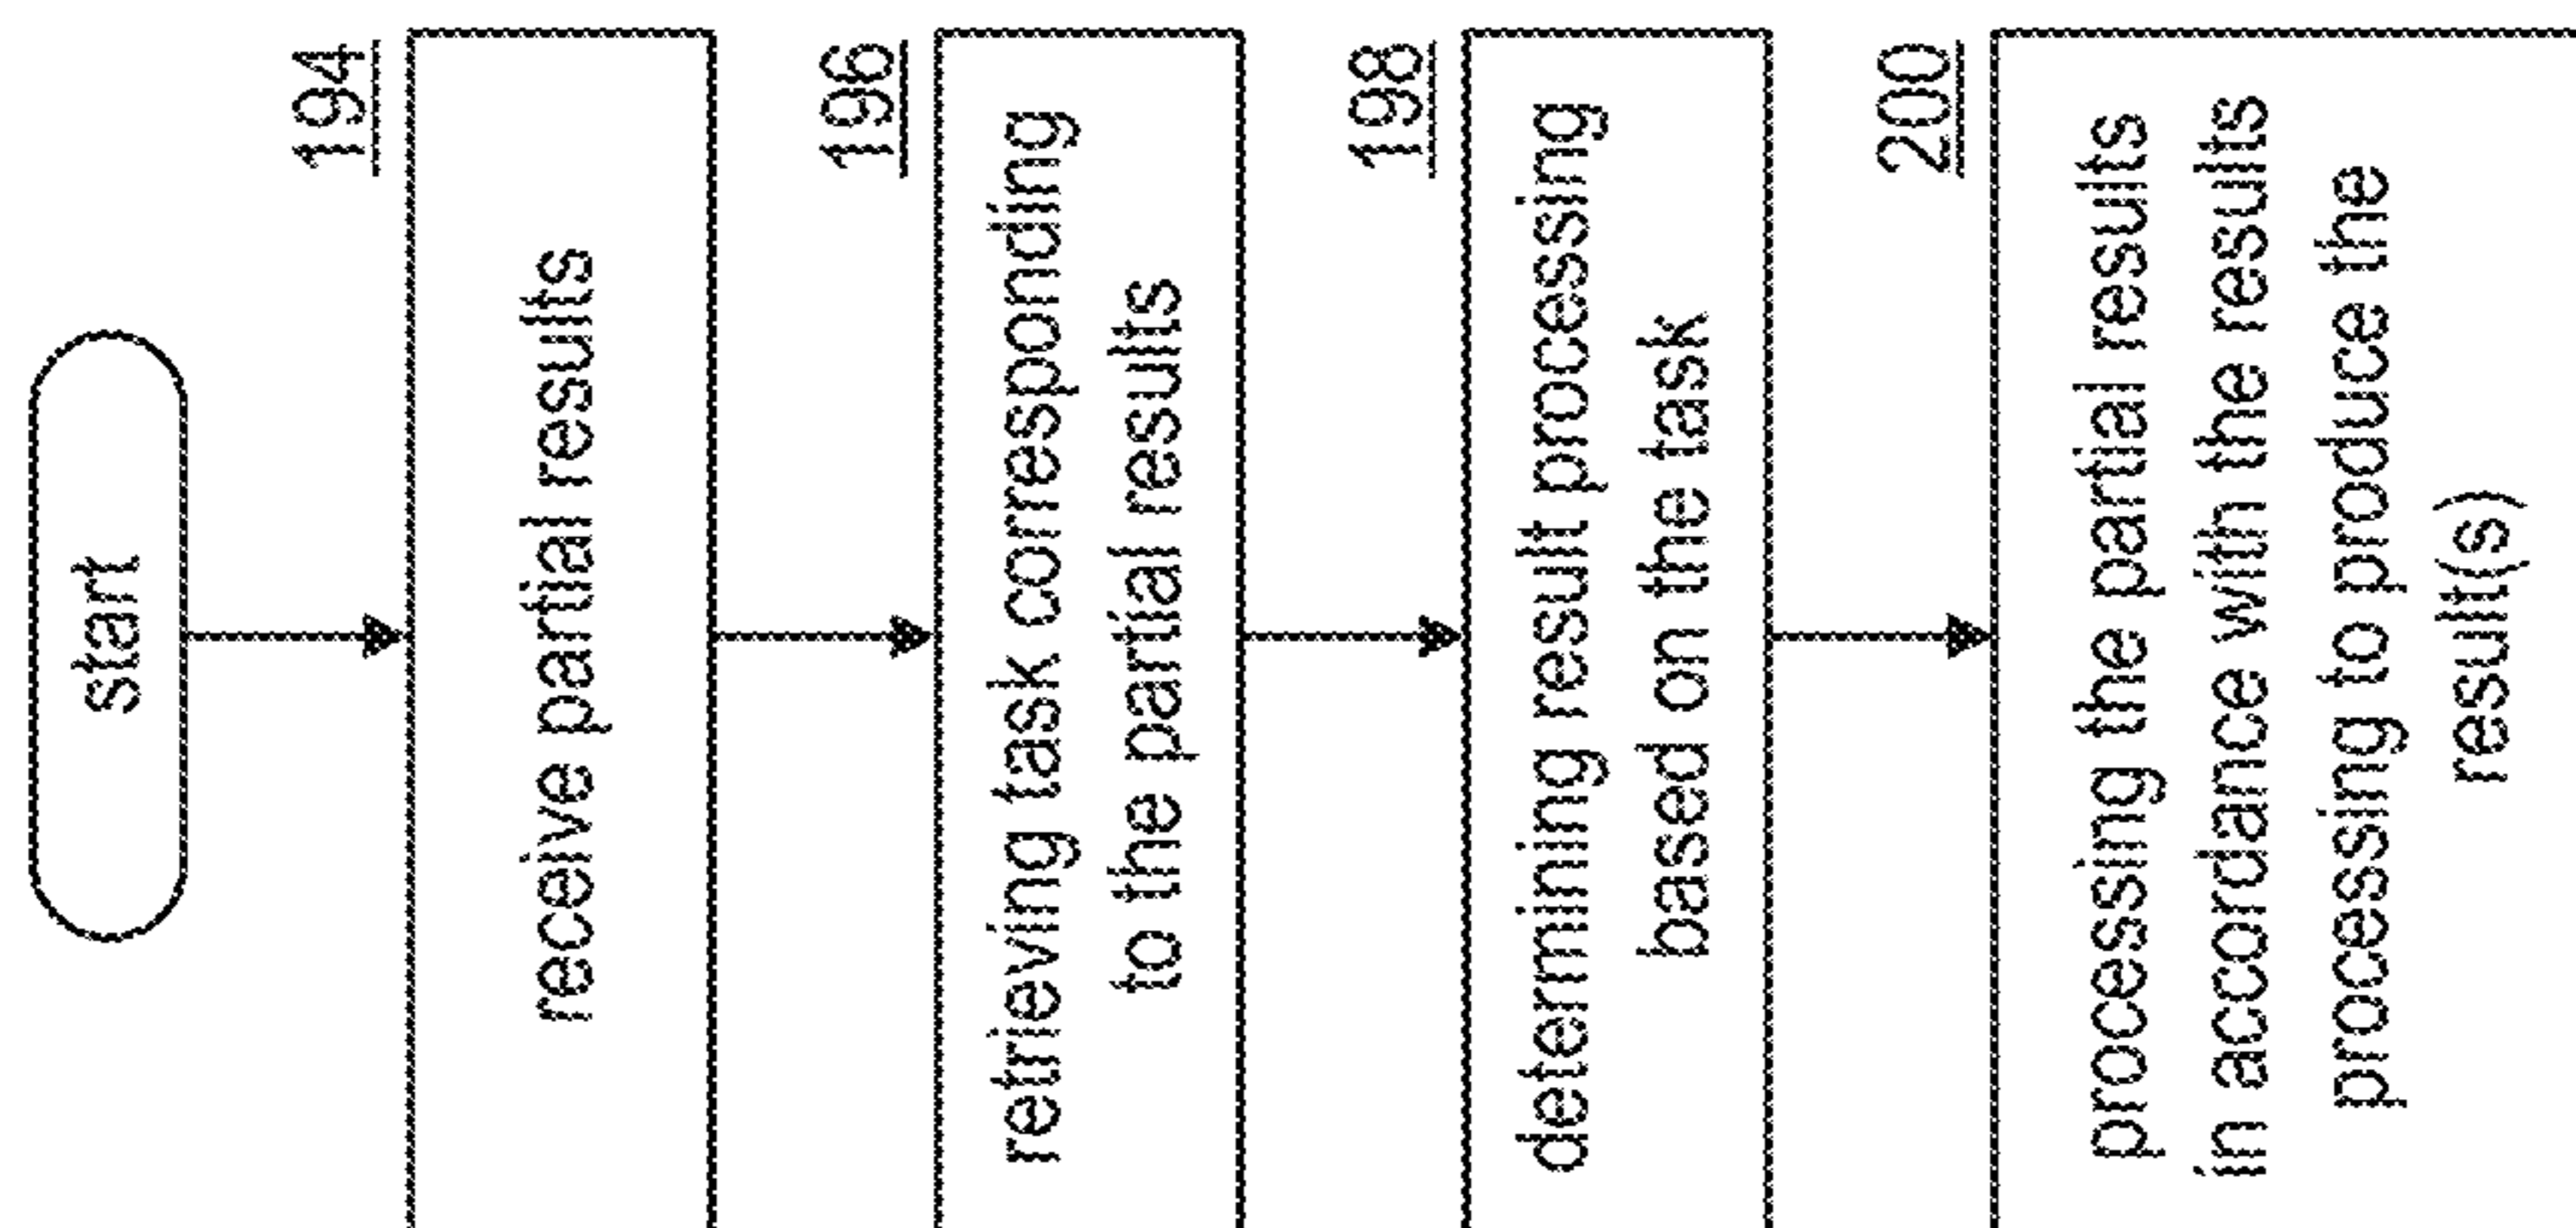 start
194
receive partial results
196
retrieving task corresponding
to the partial results
198
determining result processing
based on the task
200
processing the partial results
in accordance with the results
processing to produce the
result(s)